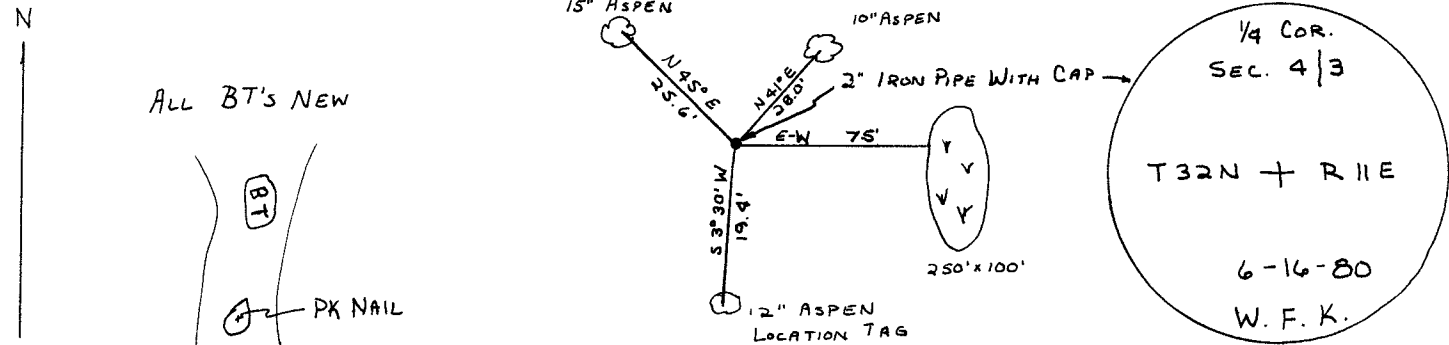 N
ALL BT'S NEW
BT
PK NAIL
15" ASPEN
10" ASPEN
N 45° E
25.6'
N 41° E
28.0'
2" IRON PIPE WITH CAP
E-W 75'
S 3° 30' W
19.4'
250' x 100'
12" ASPEN
LOCATION TAG
1/4 COR.
SEC. 4|3
T32N + R11E
6-16-80
W. F. K.